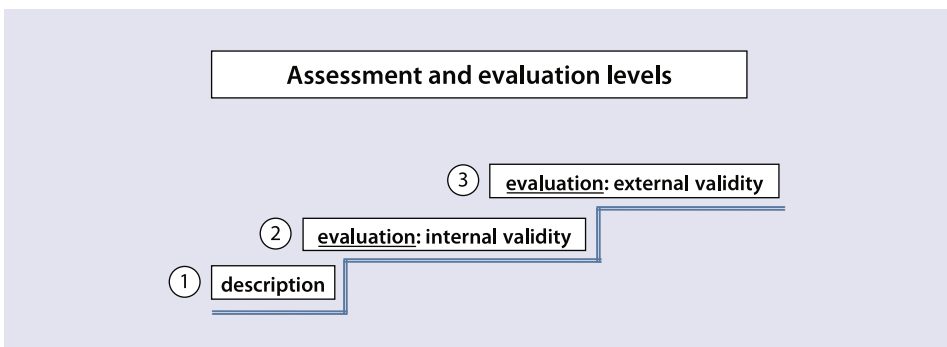 Assessment and evaluation levels
3 evaluation: external validity
2 evaluation: internal validity
1 description